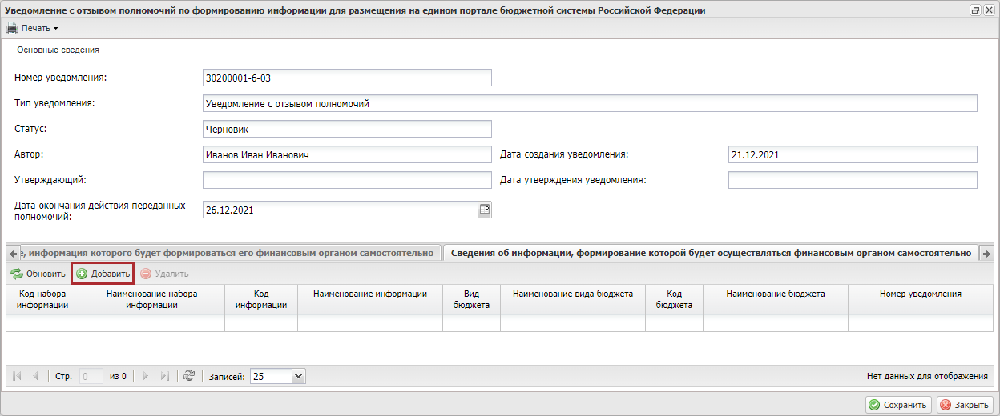 Уведомление с отзывом полномочий по формированию информации для размещения на едином портале бюджетной системы Российской Федерации
Печать
Основные сведения
Номер уведомления: 30200001-6-03
Тип уведомления: Уведомление с отзывом полномочий
Статус: Черновик
Автор: Иванов Иван Иванович Дата создания уведомления: 21.12.2021
Утверждающий: Дата утверждения уведомления:
Дата окончания действия переданных
полномочий: 26.12.2021
е, информация которого будет формироваться его финансовым органом самостоятельно Сведения об информации, формирование которой будет осуществляться финансовым органом самостоятельно
Обновить Добавить Удалить
Код набора информации Наименование набора информации Код информации Наименование информации Вид бюджета Наименование вида бюджета Код бюджета Наименование бюджета Номер уведомления
Стр. 0 из 0 Записей: 25 Нет данных для отображения
Сохранить Закрыть